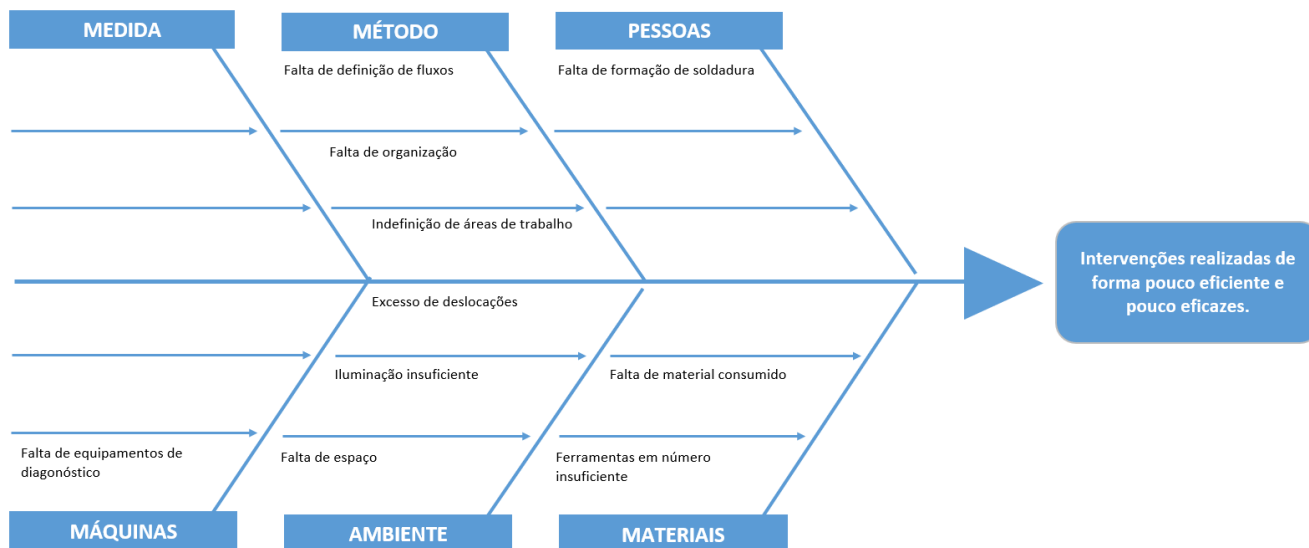 MEDIDA
MÉTODO
PESSOAS
Falta de definição de fluxos
Falta de formação de soldadura
Falta de organização
Indefinição de áreas de trabalho
Intervenções realizadas de
forma pouco eficiente e
pouco eficazes.
Excesso de deslocações
Iluminação insuficiente
Falta de material consumido
Falta de equipamentos de
diagonóstico
Falta de espaço
Ferramentas em número
insuficiente
MÁQUINAS
AMBIENTE
MATERIAIS